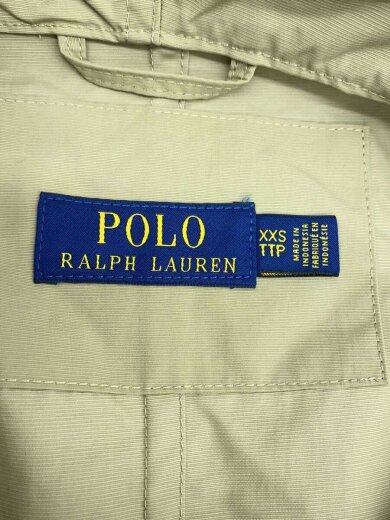 POLO
RALPH LAUREN
XXS
TTP
MADE IN
INDONESIA
FABRIQUÉ EN
INDONÉSIE